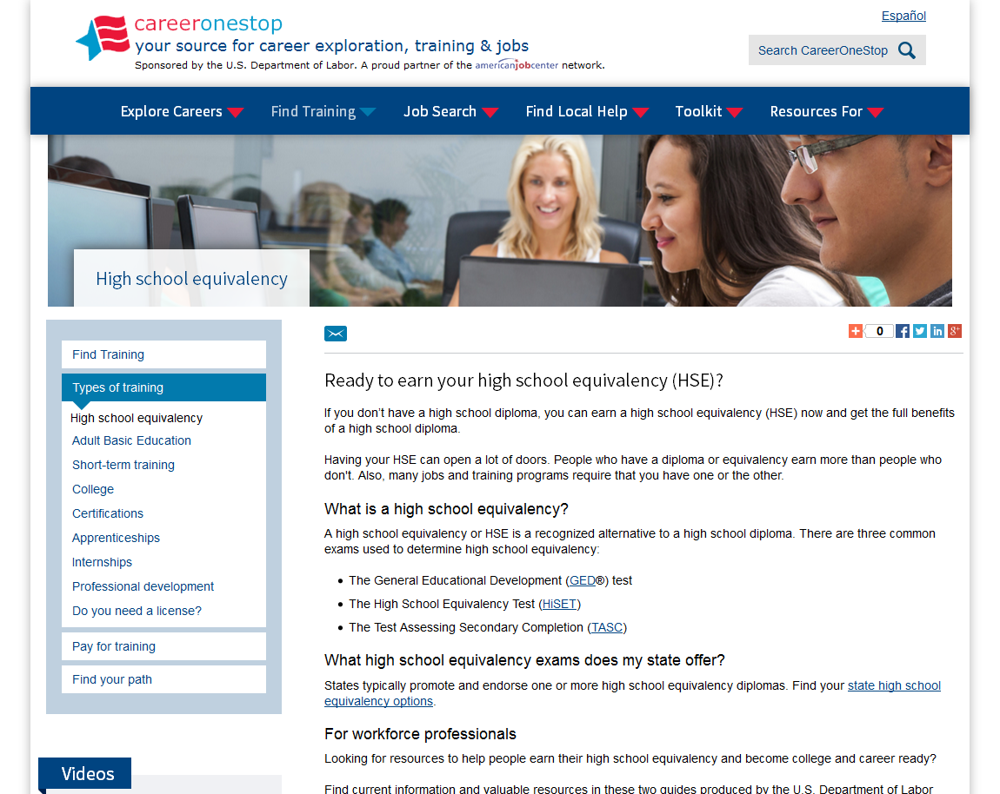 careeronestop
your source for career exploration, training & jobs
Sponsored by the U.S. Department of Labor. A proud partner of the americanjobcenter network.
Español
Search CareerOneStop
Explore Careers Find Training Job Search Find Local Help Toolkit Resources For
High school equivalency
Find Training
Types of training
High school equivalency
Adult Basic Education
Short-term training
College
Certifications
Apprenticeships
Internships
Professional development
Do you need a license?
Pay for training
Find your path
Videos
0
Ready to earn your high school equivalency (HSE)?
If you don’t have a high school diploma, you can earn a high school equivalency (HSE) now and get the full benefits
of a high school diploma.
Having your HSE can open a lot of doors. People who have a diploma or equivalency earn more than people who
don't. Also, many jobs and training programs require that you have one or the other.
What is a high school equivalency?
A high school equivalency or HSE is a recognized alternative to a high school diploma. There are three common
exams used to determine high school equivalency:
• The General Educational Development (GED®) test
• The High School Equivalency Test (HiSET)
• The Test Assessing Secondary Completion (TASC)
What high school equivalency exams does my state offer?
States typically promote and endorse one or more high school equivalency diplomas. Find your state high school
equivalency options.
For workforce professionals
Looking for resources to help people earn their high school equivalency and become college and career ready?
Find current information and valuable resources in these two guides produced by the U.S. Department of Labor